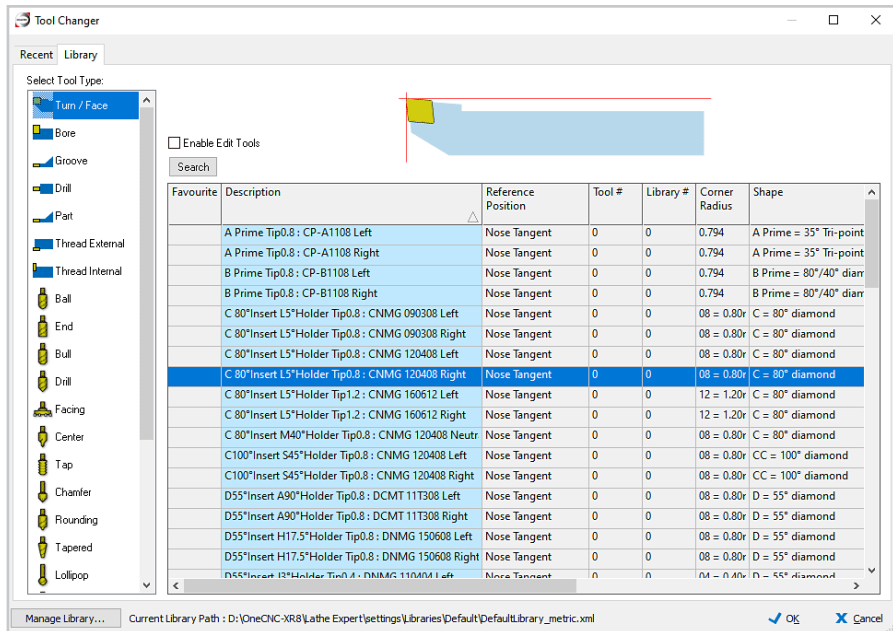 Tool Changer
Recent Library
Select Tool Type:
Turn / Face
Bore
Groove
Drill
Part
Thread External
Thread Internal
Ball
End
Bull
Drill
Facing
Center
Tap
Chamfer
Rounding
Tapered
Lollipop
Enable Edit Tools
Search
Favourite Description Reference Position Tool # Library # Corner Radius Shape
A Prime Tip0.8 : CP-A1108 Left Nose Tangent 0 0 0.794 A Prime = 35° Tri-point
A Prime Tip0.8 : CP-A1108 Right Nose Tangent 0 0 0.794 A Prime = 35° Tri-point
B Prime Tip0.8 : CP-B1108 Left Nose Tangent 0 0 0.794 B Prime = 80°/40° diam
B Prime Tip0.8 : CP-B1108 Right Nose Tangent 0 0 0.794 B Prime = 80°/40° diam
C 80°Insert L5°Holder Tip0.8 : CNMG 090308 Left Nose Tangent 0 0 08 = 0.80r C = 80° diamond
C 80°Insert L5°Holder Tip0.8 : CNMG 090308 Right Nose Tangent 0 0 08 = 0.80r C = 80° diamond
C 80°Insert L5°Holder Tip0.8 : CNMG 120408 Left Nose Tangent 0 0 08 = 0.80r C = 80° diamond
C 80°Insert L5°Holder Tip0.8 : CNMG 120408 Right Nose Tangent 0 0 08 = 0.80r C = 80° diamond
C 80°Insert L5°Holder Tip1.2 : CNMG 160612 Left Nose Tangent 0 0 12 = 1.20r C = 80° diamond
C 80°Insert L5°Holder Tip1.2 : CNMG 160612 Right Nose Tangent 0 0 12 = 1.20r C = 80° diamond
C 80°Insert M40°Holder Tip0.8 : CNMG 120408 Neutr Nose Tangent 0 0 08 = 0.80r C = 80° diamond
C100°Insert S45°Holder Tip0.8 : CNMG 120408 Left Nose Tangent 0 0 08 = 0.80r CC = 100° diamond
C100°Insert S45°Holder Tip0.8 : CNMG 120408 Right Nose Tangent 0 0 08 = 0.80r CC = 100° diamond
D55°Insert A90°Holder Tip0.8 : DCMT 11T308 Left Nose Tangent 0 0 08 = 0.80r D = 55° diamond
D55°Insert A90°Holder Tip0.8 : DCMT 11T308 Right Nose Tangent 0 0 08 = 0.80r D = 55° diamond
D55°Insert H17.5°Holder Tip0.8 : DNMG 150608 Left Nose Tangent 0 0 08 = 0.80r D = 55° diamond
D55°Insert H17.5°Holder Tip0.8 : DNMG 150608 Right Nose Tangent 0 0 08 = 0.80r D = 55° diamond
D55°Insert J3°Holder Tip0.4 : DNMG 110404 Left Nose Tangent 0 0 04 = 0.40r D = 55° diamond
Manage Library... Current Library Path : D:\OneCNC-XR8\Lathe Expert\settings\Libraries\Default\DefaultLibrary_metric.xml OK Cancel